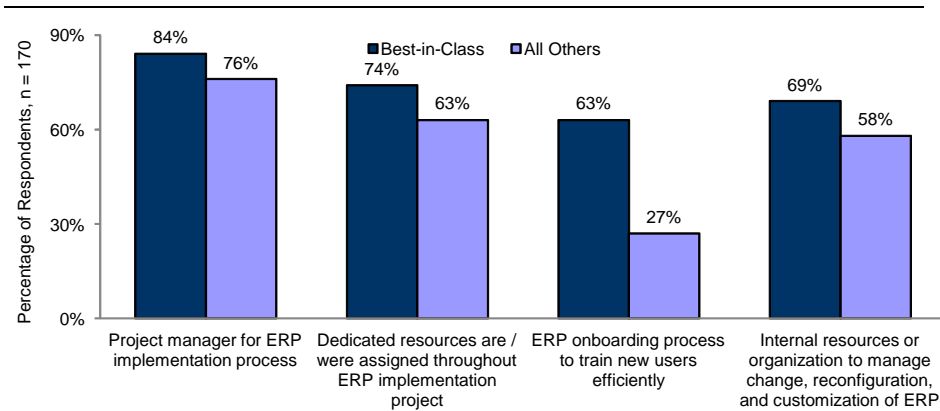 Percentage of Respondents, n = 170
90%
60%
30%
0%
Best-in-Class
All Others
84%
76%
74%
63%
63%
27%
69%
58%
Project manager for ERP
implementation process
Dedicated resources are /
were assigned throughout
ERP implementation
project
ERP onboarding process
to train new users
efficiently
Internal resources or
organization to manage
change, reconfiguration,
and customization of ERP